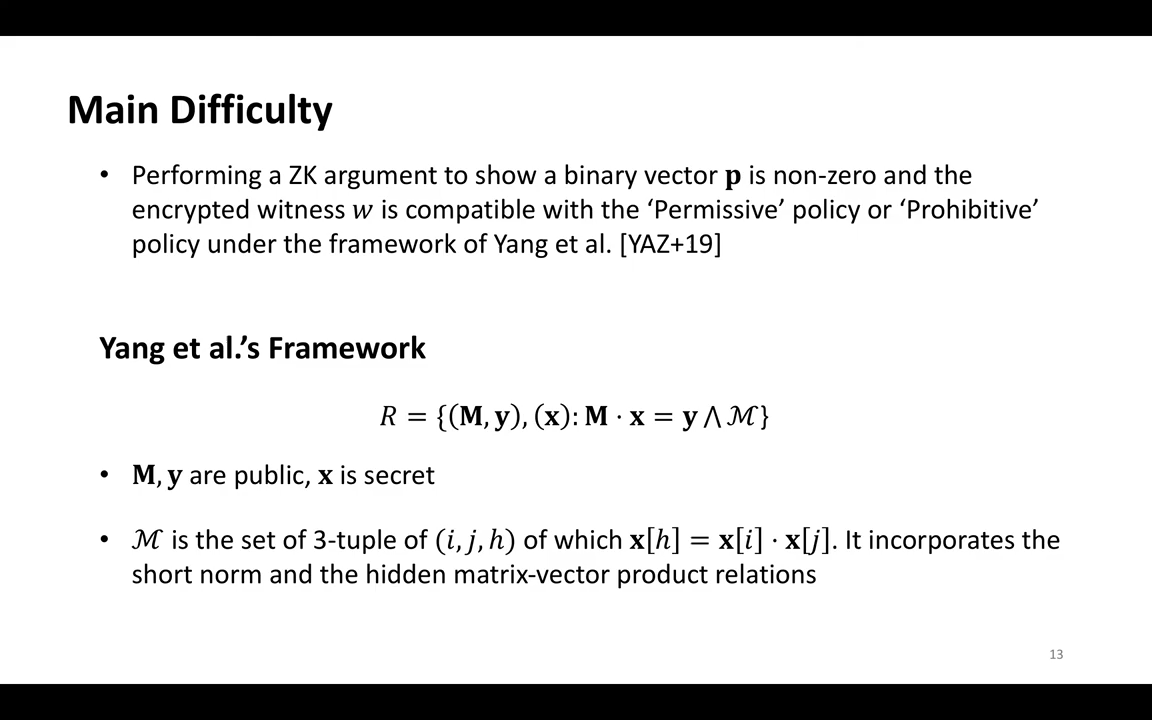 Main Difficulty
• Performing a ZK argument to show a binary vector 𝐩 is non-zero and the
encrypted witness 𝑤 is compatible with the ‘Permissive’ policy or ‘Prohibitive’
policy under the framework of Yang et al. [YAZ+19]
Yang et al.’s Framework
𝑅 = {(𝐌, 𝐲), (𝐱): 𝐌 ⋅ 𝐱 = 𝐲 ⋀ ℳ}
• 𝐌, 𝐲 are public, 𝐱 is secret
• ℳ is the set of 3-tuple of (𝑖, 𝑗, ℎ) of which 𝐱[ℎ] = 𝐱[𝑖] ⋅ 𝐱[𝑗]. It incorporates the
short norm and the hidden matrix-vector product relations
13